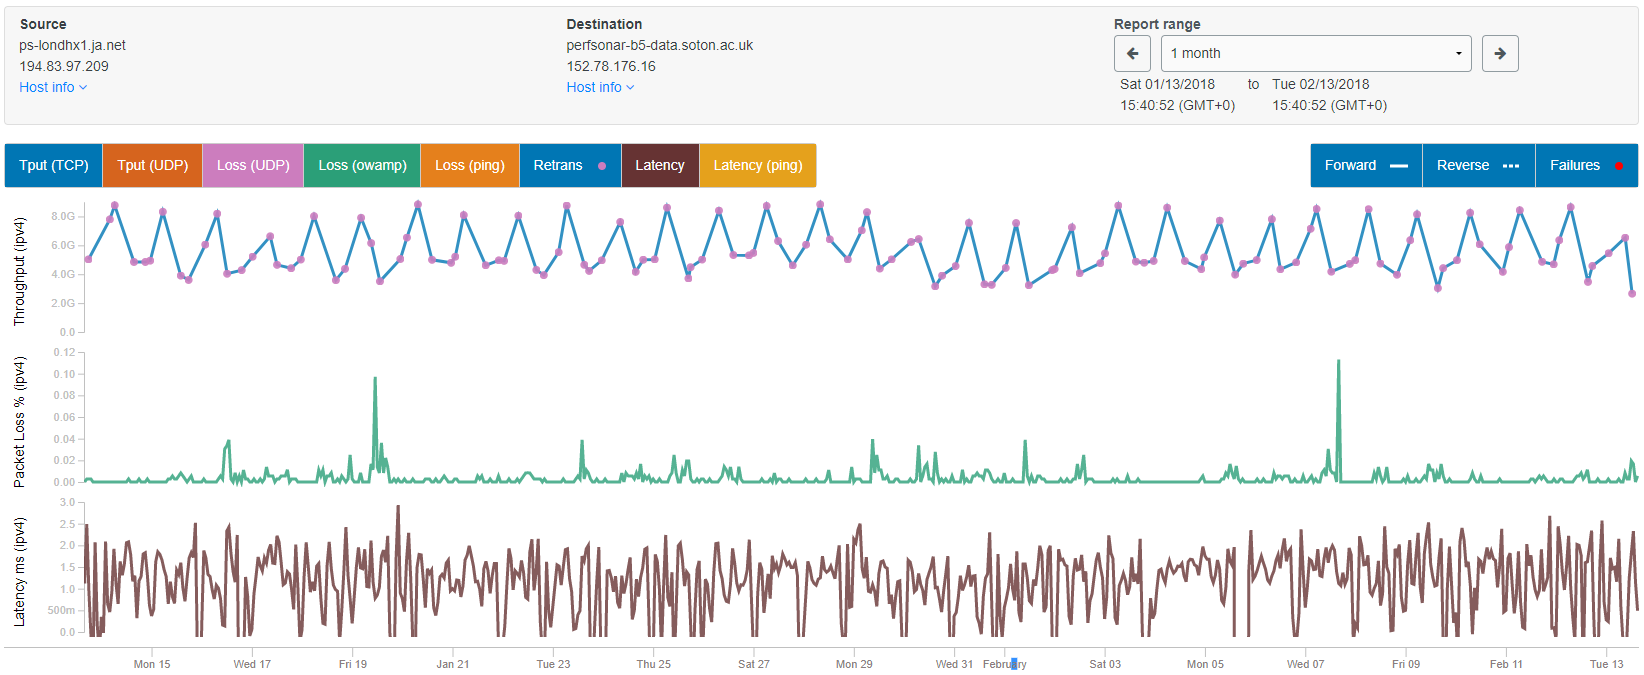 Source
ps-londhx1.ja.net
194.83.97.209
Host info
Destination
perfsonar-b5-data.soton.ac.uk
152.78.176.16
Host info
Report range
1 month
Sat 01/13/2018 to Tue 02/13/2018
15:40:52 (GMT+0) 15:40:52 (GMT+0)
Tput (TCP) Tput (UDP) Loss (UDP) Loss (owamp) Loss (ping) Retrans Latency Latency (ping) Forward Reverse Failures
Throughput (ipv4)
8.0G
6.0G
4.0G
2.0G
0.0
Packet Loss % (ipv4)
0.12
0.10
0.08
0.06
0.04
0.02
0.00
Latency ms (ipv4)
3.0
2.5
2.0
1.5
1.0
500m
0.0
Mon 15 Wed 17 Fri 19 Jan 21 Tue 23 Thu 25 Sat 27 Mon 29 Wed 31 February Sat 03 Mon 05 Wed 07 Fri 09 Feb 11 Tue 13